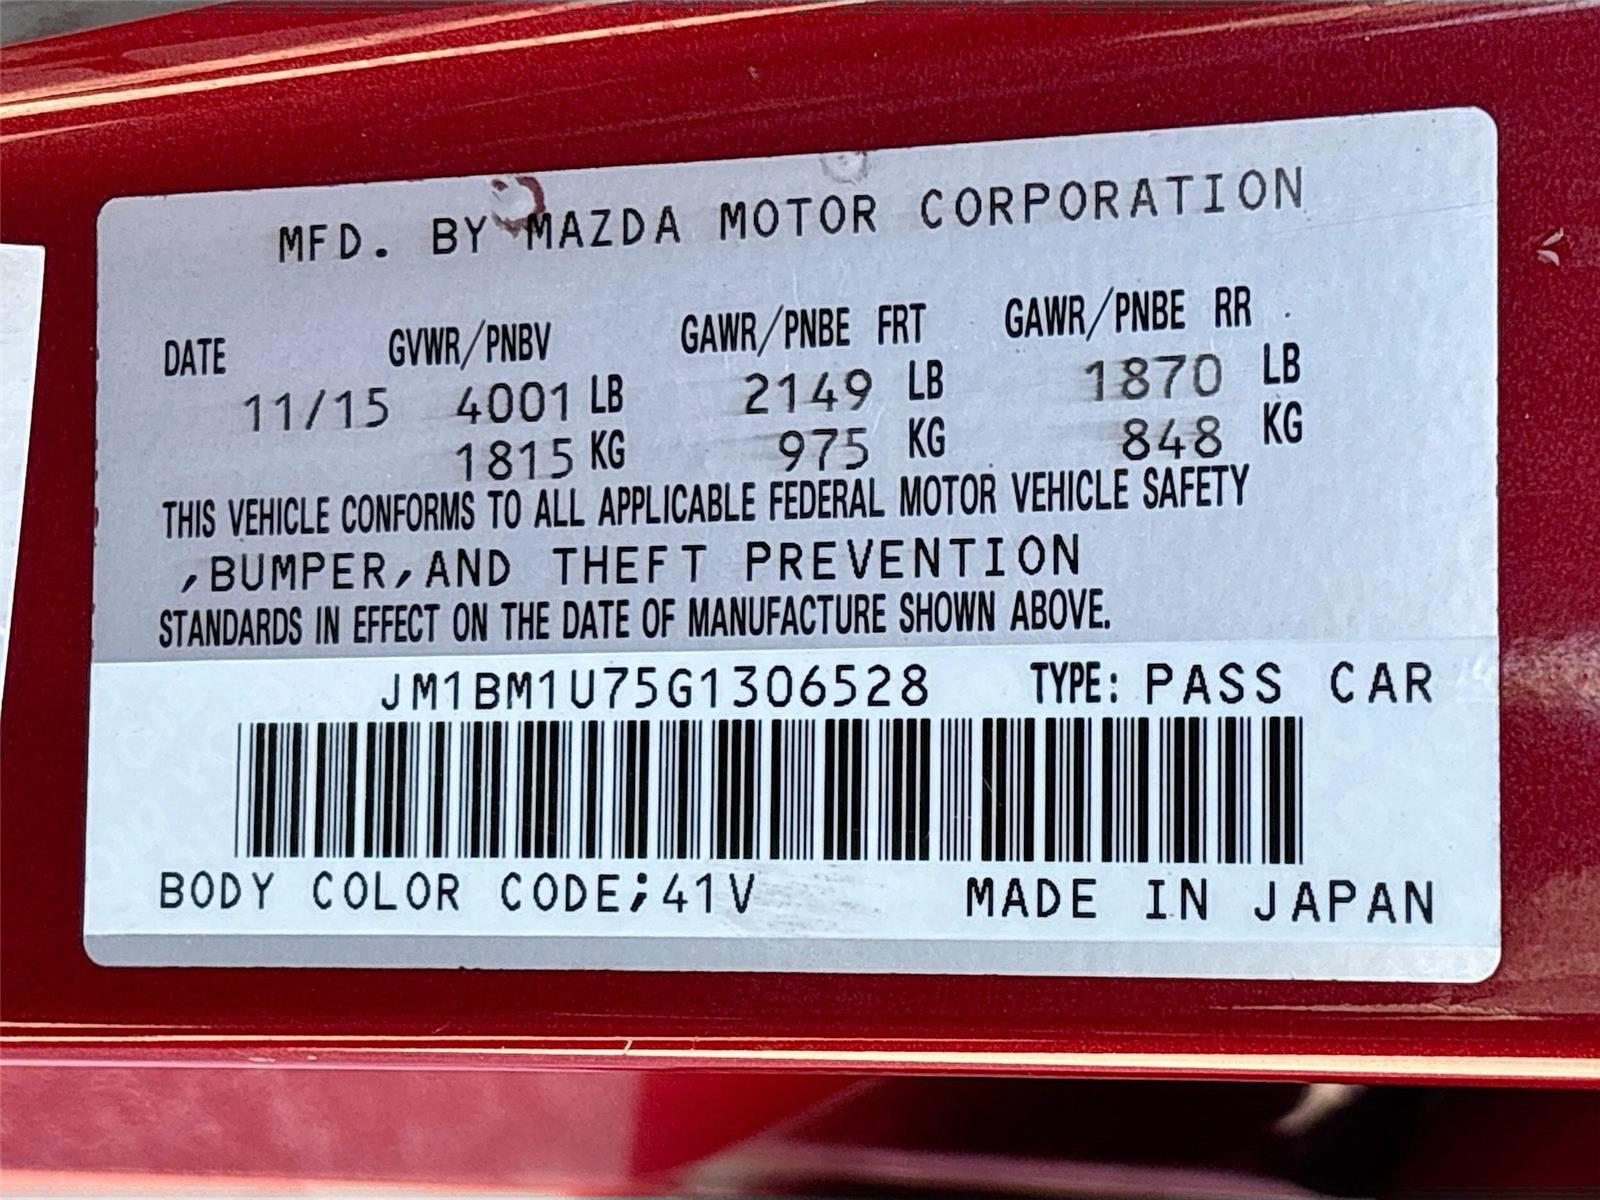 MFD. BY MAZDA MOTOR CORPORATION
DATE GVWR/PNBV GAWR/PNBE FRT GAWR/PNBE RR
11/15 4001 LB 2149 LB 1870 LB
1815 KG 975 KG 848 KG
THIS VEHICLE CONFORMS TO ALL APPLICABLE FEDERAL MOTOR VEHICLE SAFETY
,BUMPER,AND THEFT PREVENTION
STANDARDS IN EFFECT ON THE DATE OF MANUFACTURE SHOWN ABOVE.
JM1BM1U75G1306528 TYPE: PASS CAR
BODY COLOR CODE;41V MADE IN JAPAN